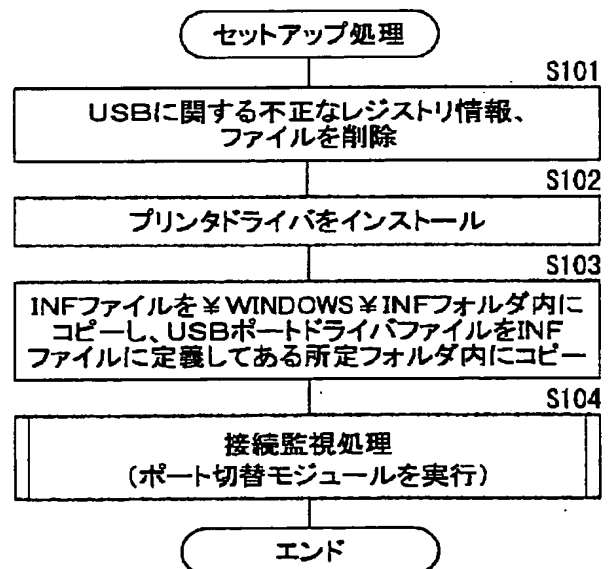 セットアップ処理
S101
USBに関する不正なレジストリ情報、
ファイルを削除
S102
プリンタドライバをインストール
S103
INFファイルを¥WINDOWS¥INFフォルダ内に
コピーし、USBポートドライバファイルをINF
ファイルに定義してある所定フォルダ内にコピー
S104
接続監視処理
(ポート切替モジュールを実行)
エンド